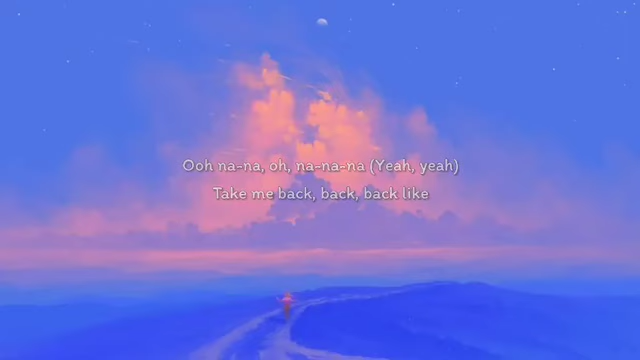 Ooh na-na, oh, na-na-na (Yeah, yeah)
Take me back, back, back like